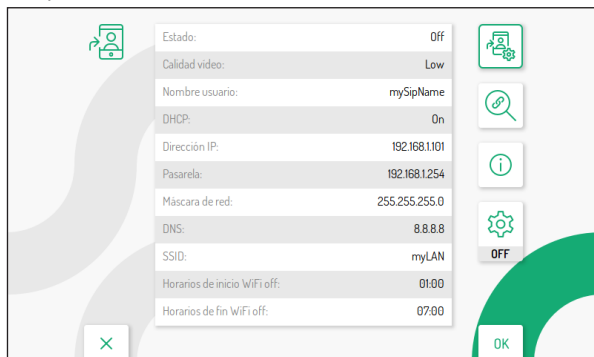 Estado: Off
Calidad video: Low
Nombre usuario: mySipName
DHCP: On
Dirección IP: 192.168.1.101
Pasarela: 192.168.1.254
Máscara de red: 255.255.255.0
DNS: 8.8.8.8
SSID: myLAN
Horarios de inicio WiFi off: 01:00
Horarios de fin WiFi off: 07:00
OFF
OK